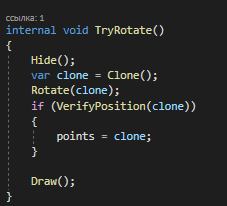 ссылка: 1
internal void TryRotate()
{
Hide();
var clone = Clone();
Rotate(clone);
if (VerifyPosition(clone))
{
points = clone;
}
Draw();
}